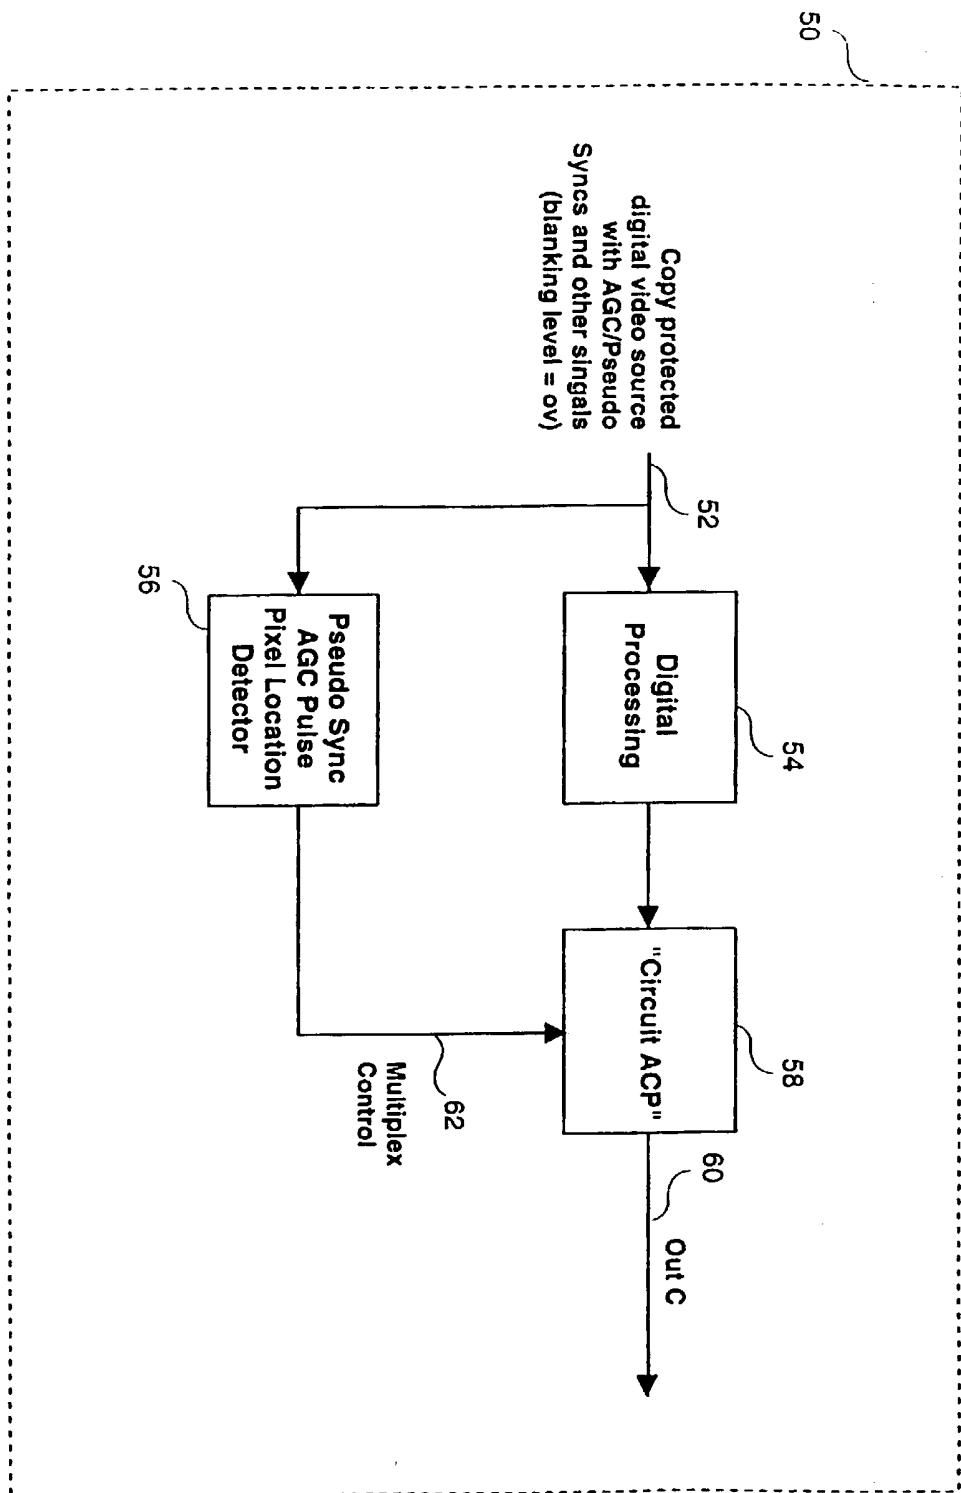 50
Copy protected
digital video source
with AGC/Pseudo
Syncs and other singals
(blanking level = ov)
52
Digital
Processing
54
"Circuit ACP"
58
60
Out C
Pseudo Sync
AGC Pulse
Pixel Location
Detector
56
62
Multiplex
Control